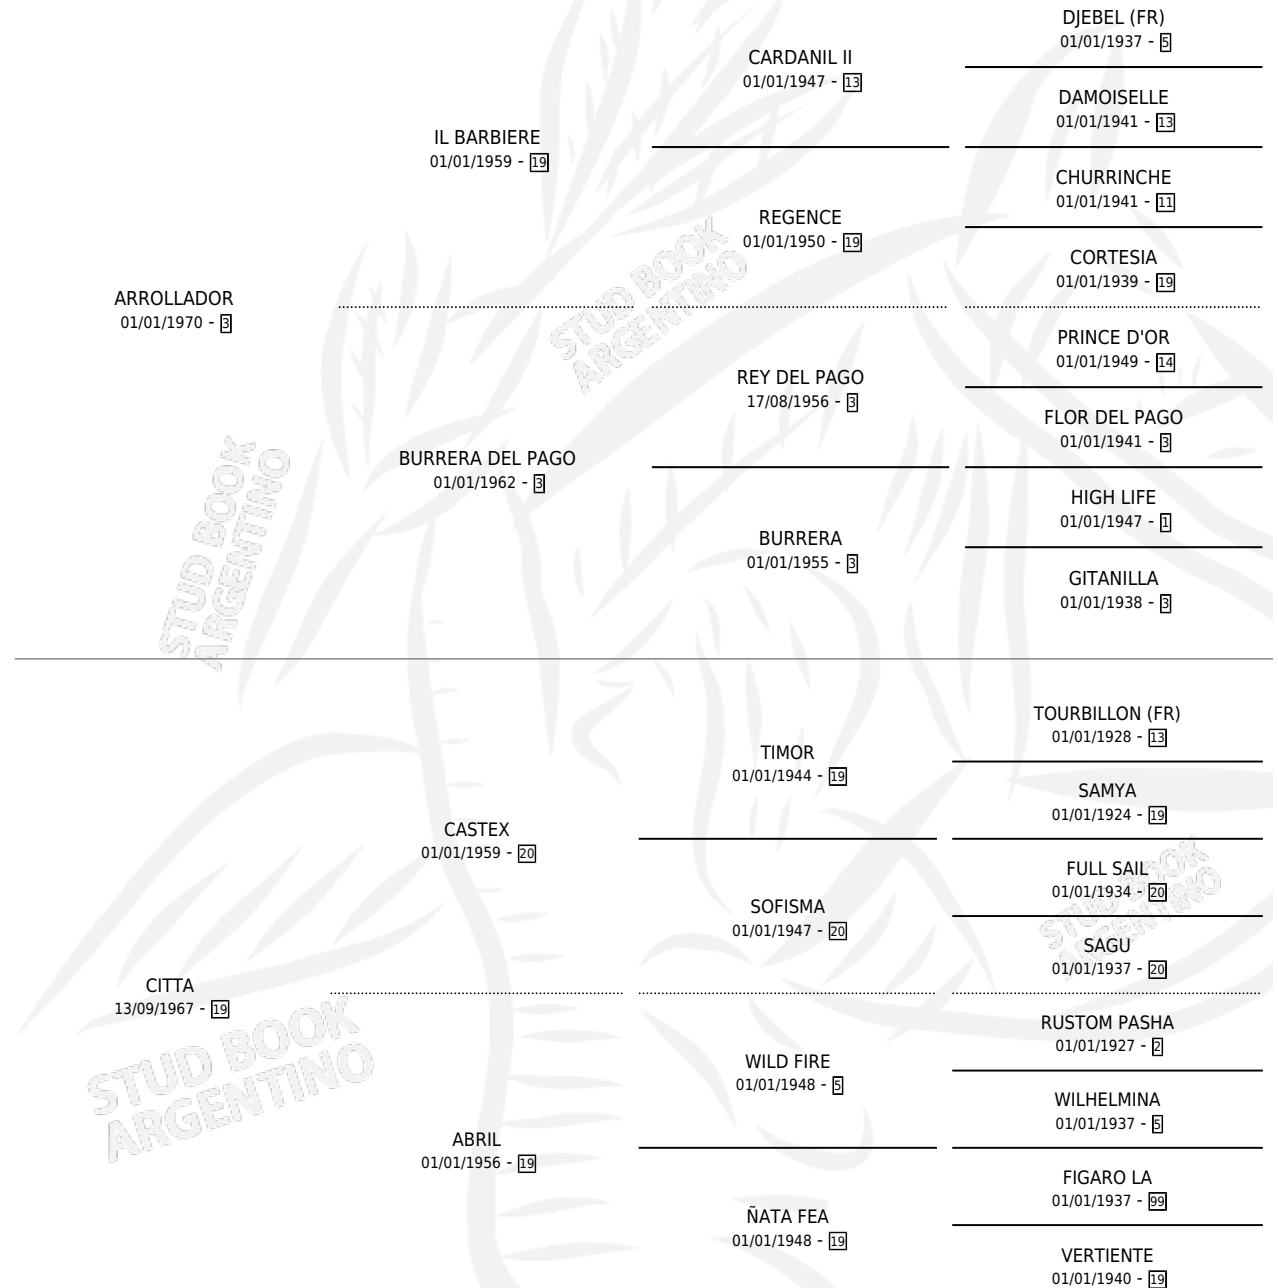 DJEBEL (FR)
01/01/1937 - 5
CARDANIL II
01/01/1947 - 13
DAMOISELLE
01/01/1941 - 13
IL BARBIERE
01/01/1959 - 19
CHURRINCHE
01/01/1941 - 11
REGENCE
01/01/1950 - 19
CORTESIA
01/01/1939 - 19
ARROLLADOR
01/01/1970 - 3
PRINCE D'OR
01/01/1949 - 14
REY DEL PAGO
17/08/1956 - 3
FLOR DEL PAGO
01/01/1941 - 3
BURRERA DEL PAGO
01/01/1962 - 3
HIGH LIFE
01/01/1947 - 1
BURRERA
01/01/1955 - 3
GITANILLA
01/01/1938 - 3
STUD BOOK
ARGENTINO
STUD BOOK
ARGENTINO
TOURBILLON (FR)
01/01/1928 - 13
TIMOR
01/01/1944 - 19
SAMYA
01/01/1924 - 19
CASTEX
01/01/1959 - 20
FULL SAIL
01/01/1934 - 20
SOFISMA
01/01/1947 - 20
SAGU
01/01/1937 - 20
CITTA
13/09/1967 - 19
RUSTOM PASHA
01/01/1927 - 2
WILD FIRE
01/01/1948 - 5
WILHELMINA
01/01/1937 - 5
ABRIL
01/01/1956 - 19
FIGARO LA
01/01/1937 - 99
ÑATA FEA
01/01/1948 - 19
VERTIENTE
01/01/1940 - 19
STUD BOOK
ARGENTINO
STUD BOOK
ARGENTINO